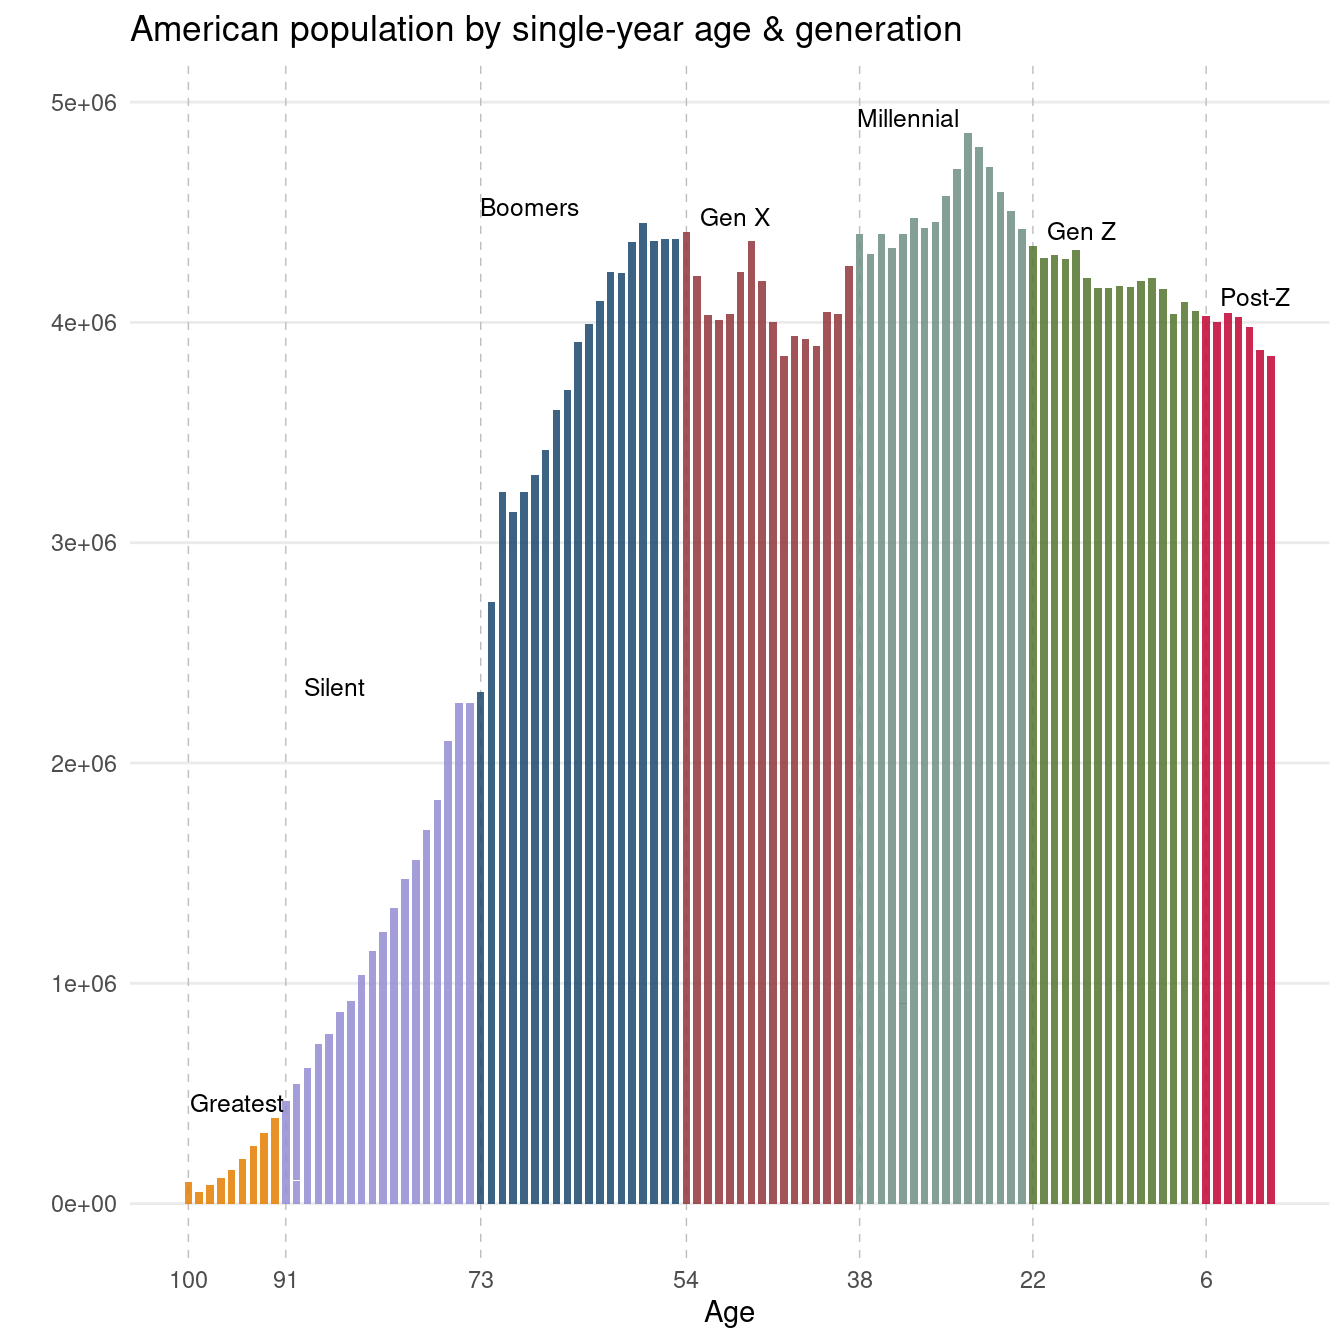 American population by single-year age & generation
5e+06
Millennial
Boomers
Gen X
Gen Z
Post-Z
4e+06
3e+06
Silent
2e+06
1e+06
Greatest
0e+00
100 91 73 54 38 22 6
Age